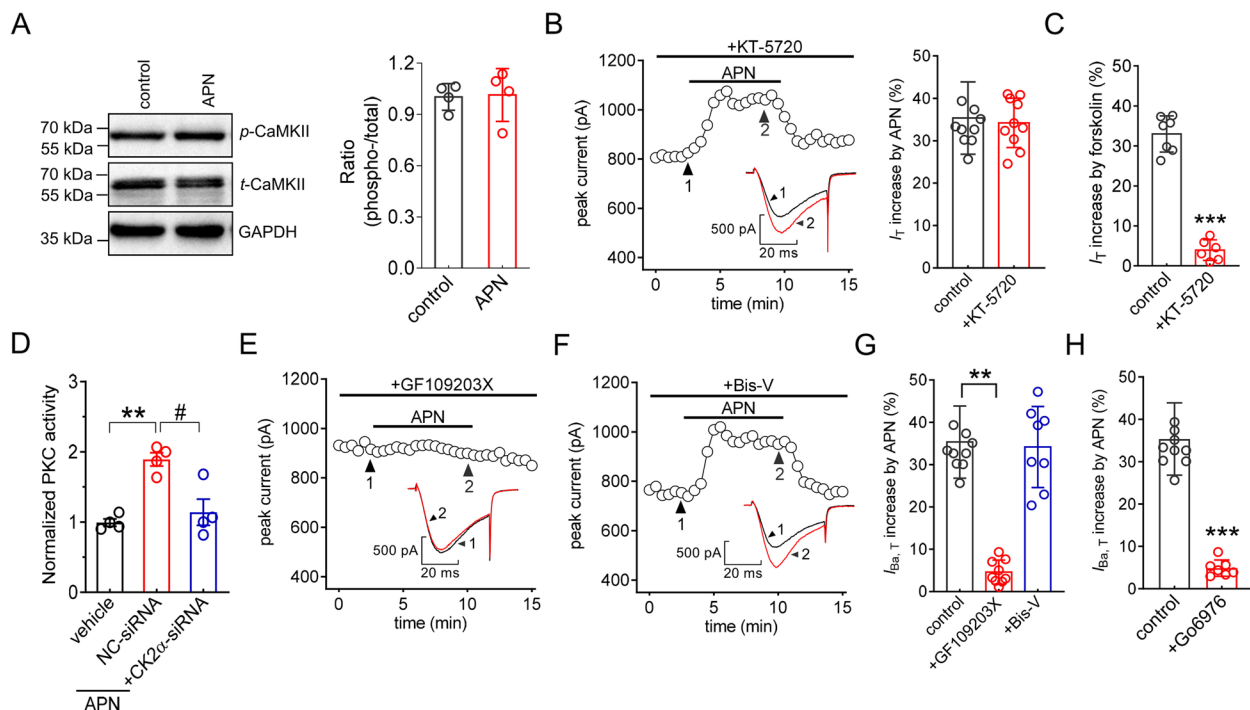 A
control
APN
70 kDa
55 kDa
p-CaMKII
70 kDa
55 kDa
t-CaMKII
35 kDa
GAPDH
Ratio
(phospho-/total)
1.2
0.9
0.6
0.3
0.0
control
APN
B
+KT-5720
APN
peak current (pA)
1200
1000
800
600
400
1
2
1
2
500 pA
20 ms
0
5
10
15
time (min)
IT increase by APN (%)
50
40
30
20
10
0
control
+KT-5720
C
IT increase by forskolin (%)
50
40
30
20
10
0
***
control
+KT-5720
D
Normalized PKC activity
3
2
1
0
**
#
vehicle
NC-siRNA
+CK2α-siRNA
APN
E
+GF109203X
APN
peak current (pA)
1200
1000
800
600
400
1
2
2
1
500 pA
20 ms
0
5
10
15
time (min)
F
+Bis-V
APN
peak current (pA)
1200
1000
800
600
400
1
2
1
2
500 pA
20 ms
0
5
10
15
time (min)
G
IBa, T increase by APN (%)
50
40
30
20
10
0
**
control
+GF109203X
+Bis-V
H
IBa, T increase by APN (%)
50
40
30
20
10
0
***
control
+Go6976